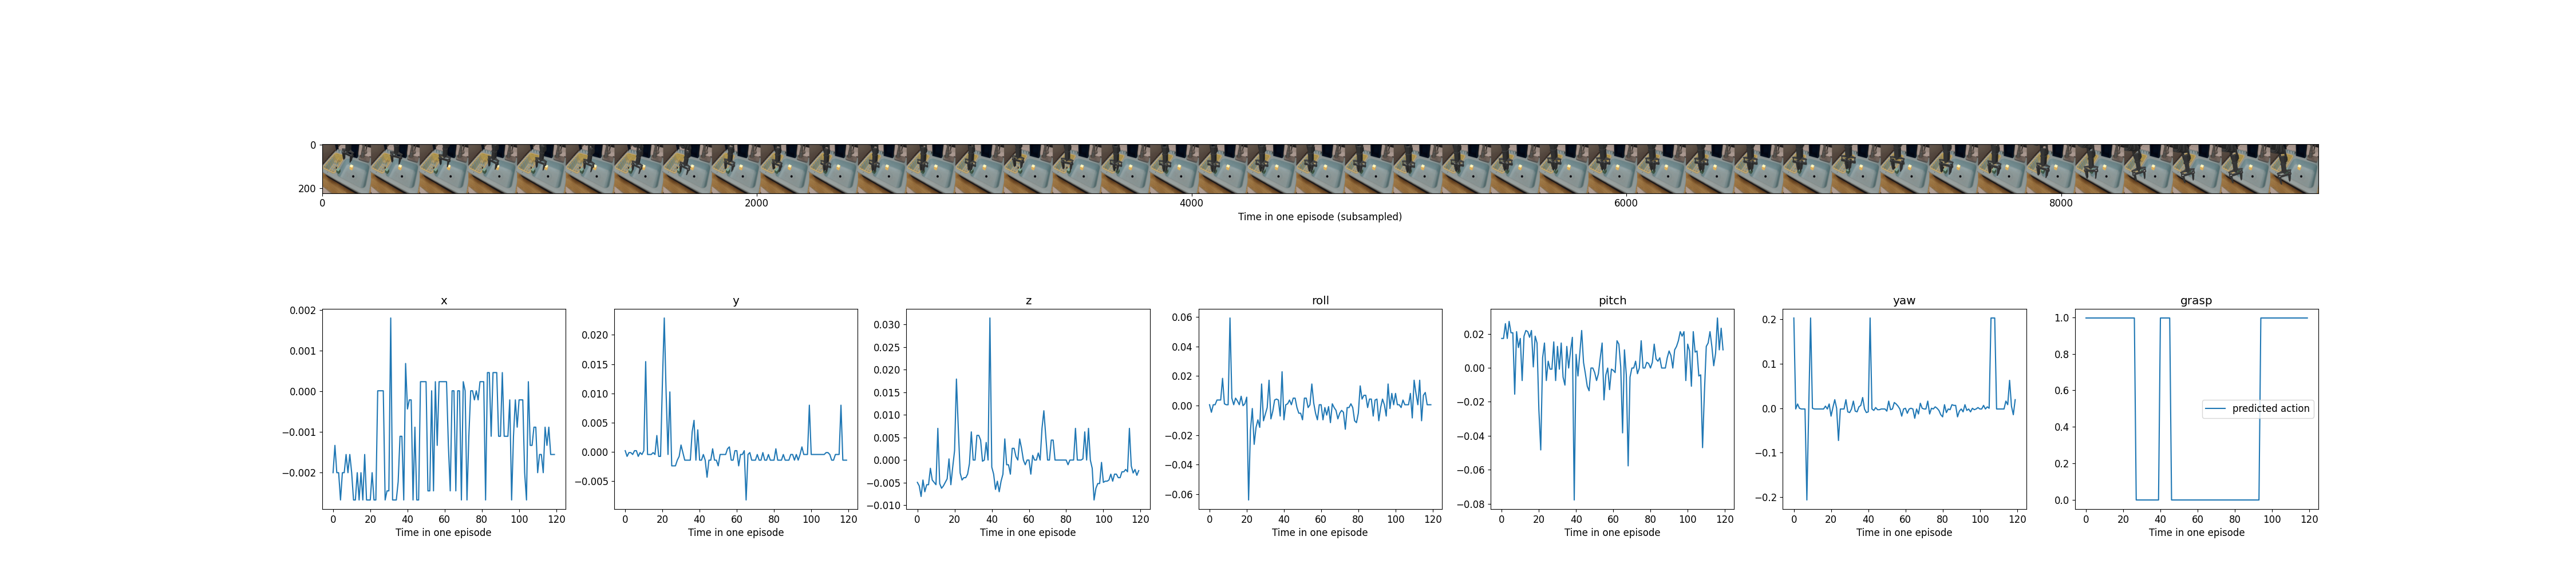 0
200
0 2000 4000 6000 8000
Time in one episode (subsampled)
x y z roll pitch yaw grasp
0.002
0.001
0.000
−0.001
−0.002
0 20 40 60 80 100 120
Time in one episode
0.020
0.015
0.010
0.005
0.000
−0.005
0 20 40 60 80 100 120
Time in one episode
0.030
0.025
0.020
0.015
0.010
0.005
0.000
−0.005
−0.010
0 20 40 60 80 100 120
Time in one episode
0.06
0.04
0.02
0.00
−0.02
−0.04
−0.06
0 20 40 60 80 100 120
Time in one episode
0.02
0.00
−0.02
−0.04
−0.06
−0.08
0 20 40 60 80 100 120
Time in one episode
0.2
0.1
0.0
−0.1
−0.2
0 20 40 60 80 100 120
Time in one episode
1.0
0.8
0.6
0.4
0.2
0.0
predicted action
0 20 40 60 80 100 120
Time in one episode